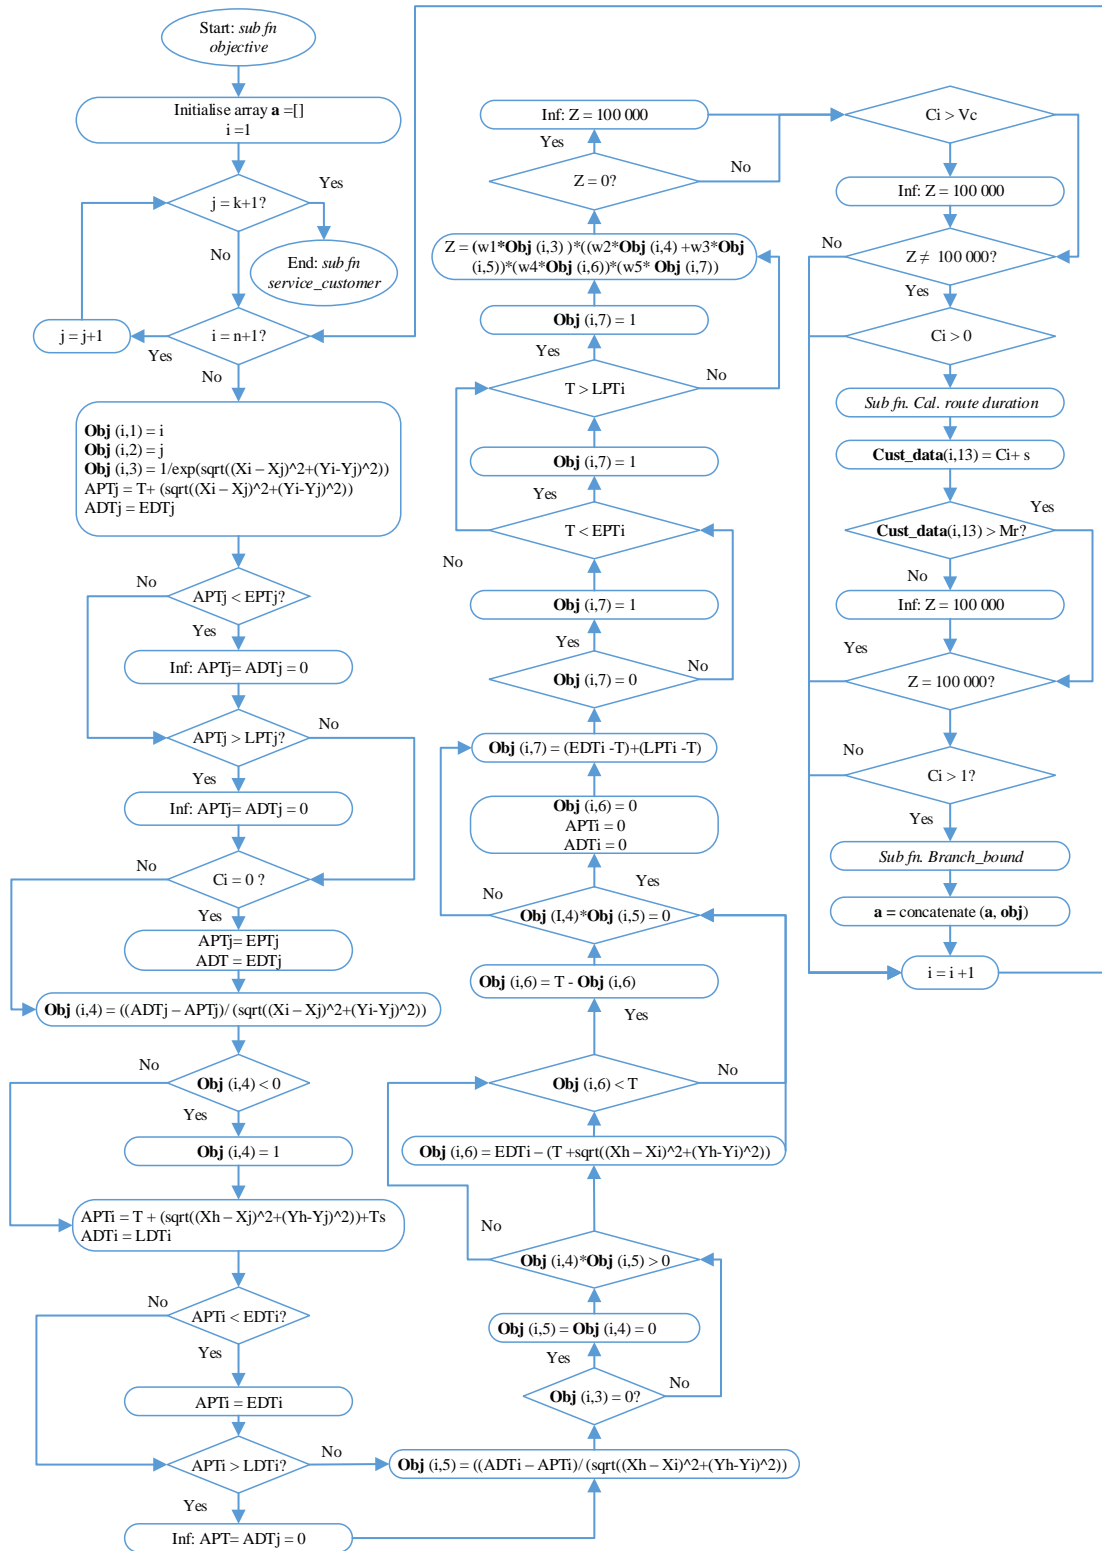 Start: sub fn
objective
Initialise array a =[]
i =1
j = k+1?
Yes
No
End: sub fn
service_customer
j = j+1
Yes
i = n+1?
No
Obj (i,1) = i
Obj (i,2) = j
Obj (i,3) = 1/exp(sqrt((Xi – Xj)^2+(Yi-Yj)^2))
APTj = T+ (sqrt((Xi – Xj)^2+(Yi-Yj)^2))
ADTj = EDTj
No
APTj < EPTj?
Yes
Inf: APTj= ADTj = 0
APTj > LPTj?
No
Yes
Inf: APTj= ADTj = 0
No
Ci = 0 ?
Yes
APTj= EPTj
ADT = EDTj
Obj (i,4) = ((ADTj – APTj)/ (sqrt((Xi – Xj)^2+(Yi-Yj)^2))
No
Obj (i,4) < 0
Yes
Obj (i,4) = 1
APTi = T + (sqrt((Xh – Xj)^2+(Yh-Yj)^2))+Ts
ADTi = LDTi
No
APTi < EDTi?
Yes
APTi = EDTi
APTi > LDTi?
No
Yes
Inf: APT= ADTj = 0
Obj (i,5) = ((ADTi – APTi)/ (sqrt((Xh – Xi)^2+(Yh-Yi)^2))
Obj (i,3) = 0?
No
Yes
Obj (i,5) = Obj (i,4) = 0
Obj (i,4)*Obj (i,5) > 0
No
Obj (i,6) = EDTi – (T +sqrt((Xh – Xi)^2+(Yh-Yi)^2))
Obj (i,6) < T
No
Yes
Obj (i,6) = T - Obj (i,6)
Obj (I,4)*Obj (i,5) = 0
No
Yes
Obj (i,6) = 0
APTi = 0
ADTi = 0
Obj (i,7) = (EDTi -T)+(LPTi -T)
Obj (i,7) = 0
No
Yes
Obj (i,7) = 1
T < EPTi
No
Yes
Obj (i,7) = 1
T > LPTi
No
Yes
Obj (i,7) = 1
Z = (w1*Obj (i,3) )*((w2*Obj (i,4) +w3*Obj
(i,5))*(w4*Obj (i,6))*(w5* Obj (i,7))
Z = 0?
No
Yes
Inf: Z = 100 000
Ci > Vc
Inf: Z = 100 000
No
Z ≠ 100 000?
Yes
Ci > 0
Sub fn. Cal. route duration
Cust_data(i,13) = Ci+ s
Yes
Cust_data(i,13) > Mr?
No
Inf: Z = 100 000
Yes
Z = 100 000?
No
Ci > 1?
Yes
Sub fn. Branch_bound
a = concatenate (a, obj)
i = i +1